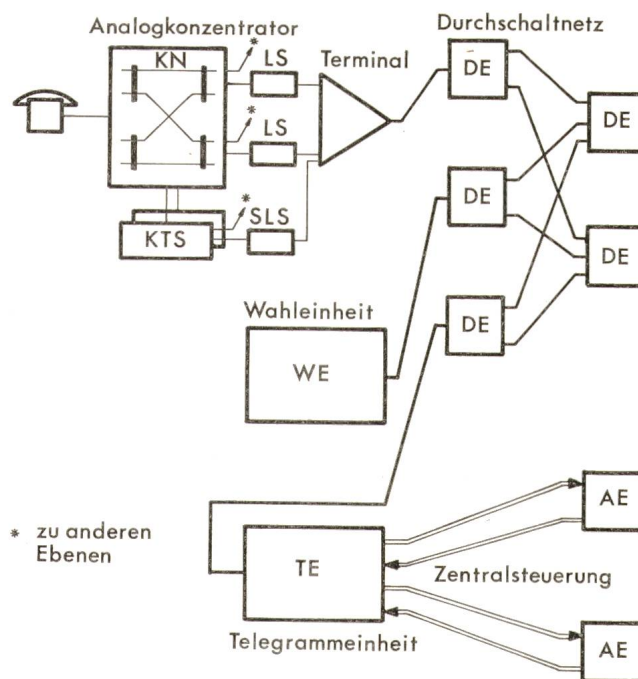 Analogkonzentrator
Durchschaltnetz
*
KN
LS
Terminal
DE
DE
*
LS
DE
*
SLS
KTS
DE
DE
Wahleinheit
WE
AE
* zu anderen
Ebenen
TE
Zentralsteuerung
Telegrammeinheit
AE